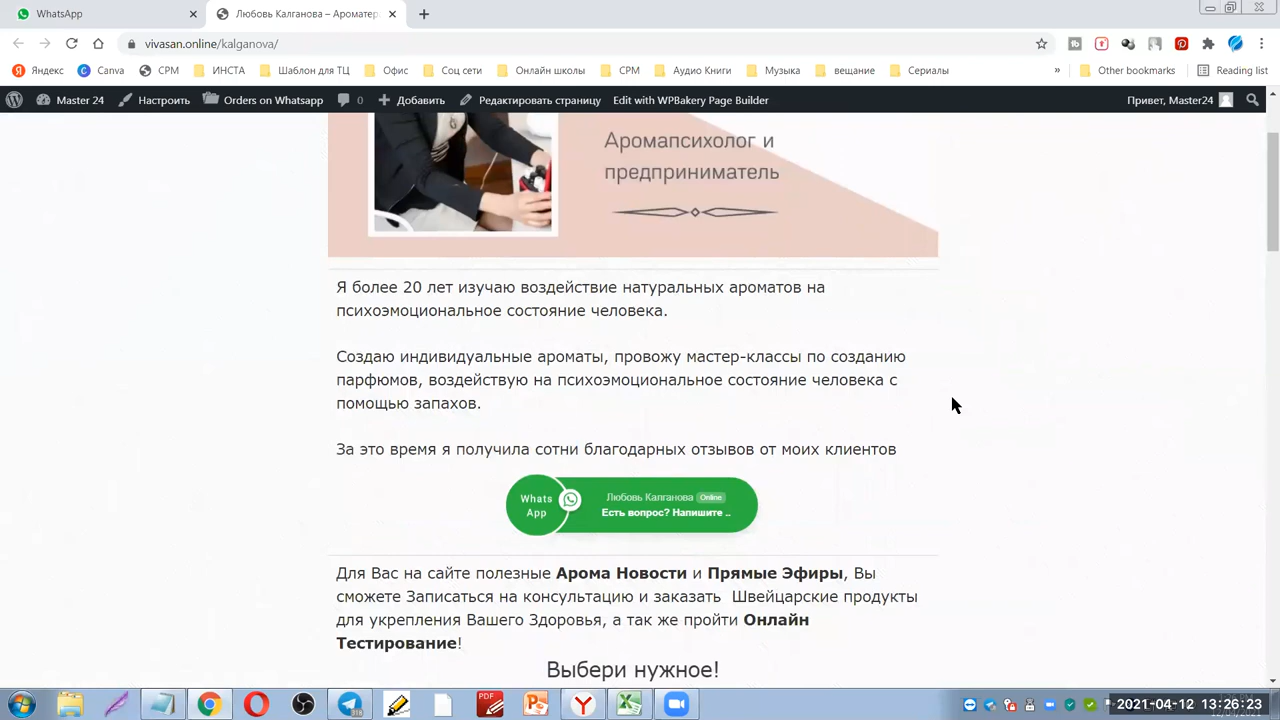 WhatsApp
Любовь Калганова – Ароматер
vivasan.online/kalganova/
Яндекс
Canva
СРМ
ИНСТА
Шаблон для ТЦ
Офис
Соц сети
Онлайн школы
СРМ
Аудио Книги
Музыка
вещание
Сериалы
»
Other bookmarks
Reading list
Master 24
Настроить
Orders on Whatsapp
0
Добавить
Редактировать страницу
Edit with WPBakery Page Builder
Привет, Master24
Аромапсихолог и
предприниматель
Я более 20 лет изучаю воздействие натуральных ароматов на
психоэмоциональное состояние человека.
Создаю индивидуальные ароматы, провожу мастер-классы по созданию
парфюмов, воздействую на психоэмоциональное состояние человека с
помощью запахов.
За это время я получила сотни благодарных отзывов от моих клиентов
Whats
App
Любовь Калганова Online
Есть вопрос? Напишите ..
Для Вас на сайте полезные Арома Новости и Прямые Эфиры, Вы
сможете Записаться на консультацию и заказать Швейцарские продукты
для укрепления Вашего Здоровья, а так же пройти Онлайн
Тестирование!
Выбери нужное!
PDF
2021-04-12 13:26:23